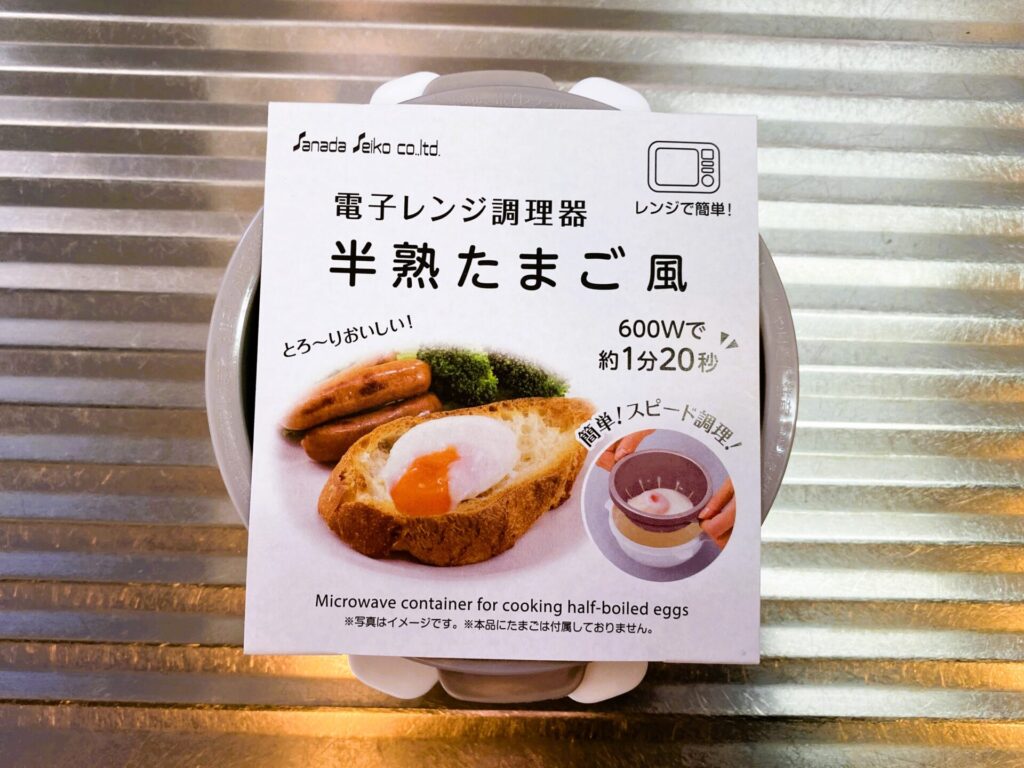 Sanada Seiko co.,ltd.
レンジで簡単!
電子レンジ調理器
半熟たまご風
とろ〜りおいしい!
600Wで
約1分20秒
簡単!スピード調理!
Microwave container for cooking half-boiled eggs
※写真はイメージです。※本品にたまごは付属しておりません。